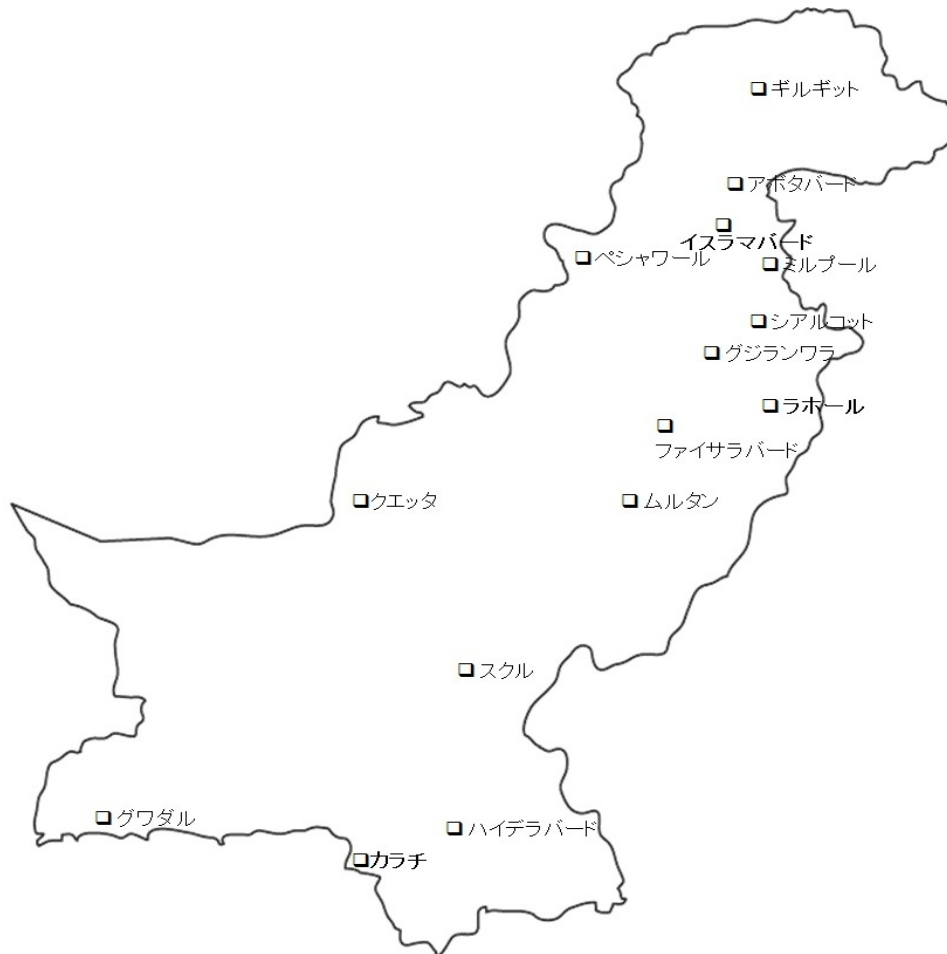 ギルギット
アボタバード
イスラマバード
ペシャワール
ミルプール
シアルコット
グジランワラ
ラホール
ファイサラバード
クエッタ
ムルタン
スクル
グワダル
ハイデラバード
カラチ